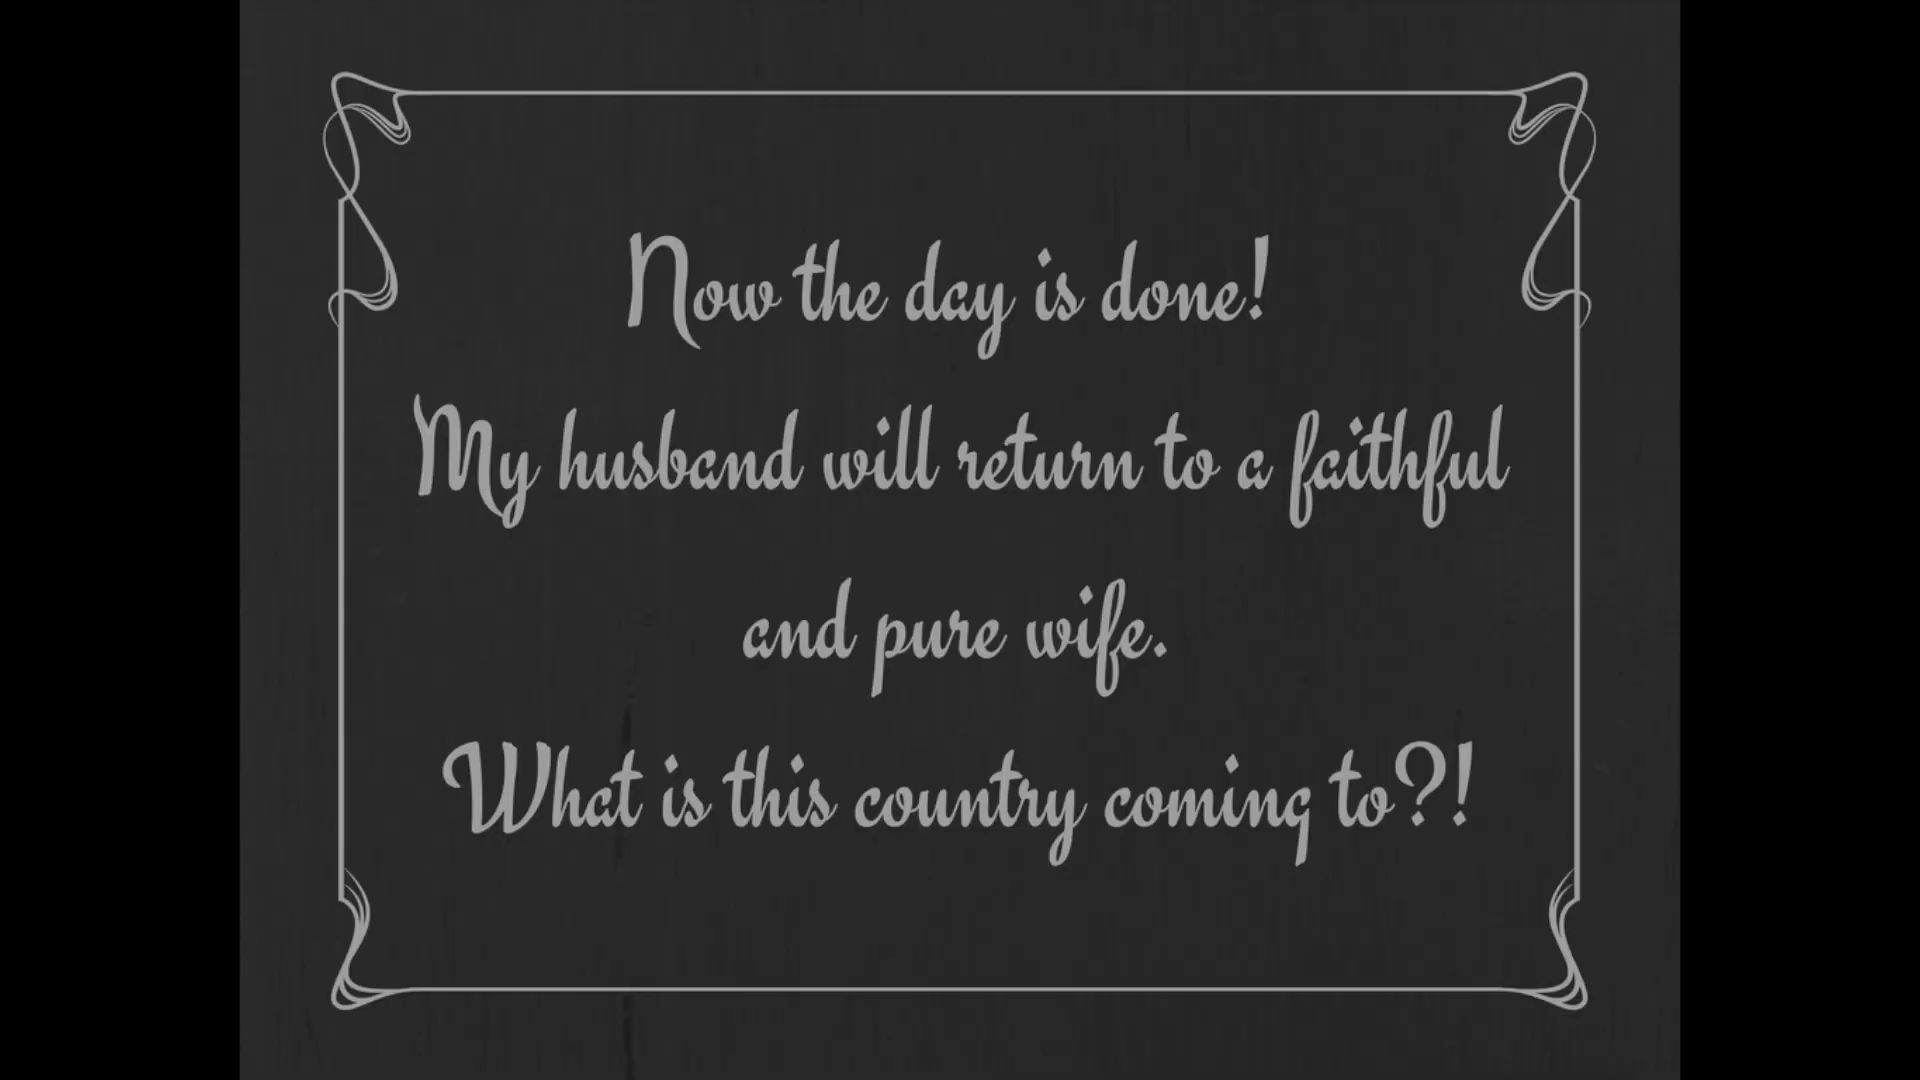 Now the day is done!
My husband will return to a faithful
and pure wife.
What is this country coming to?!